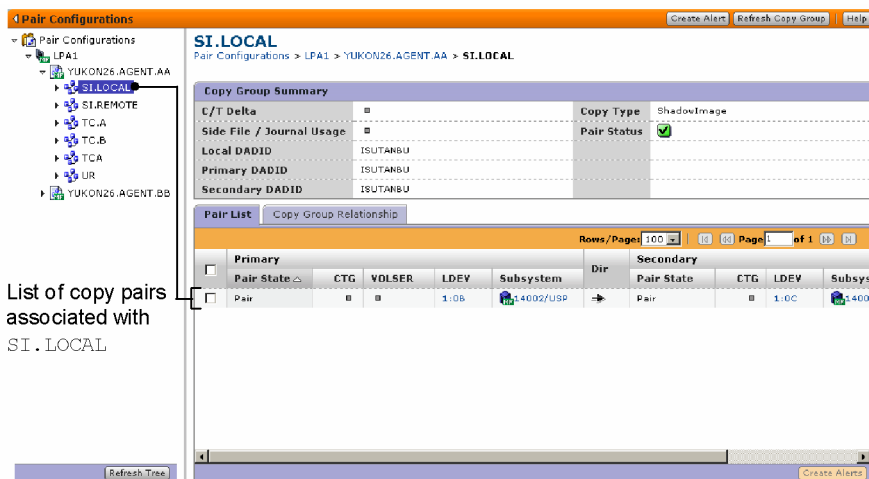 Pair Configurations
Create Alert Refresh Copy Group Help
Pair Configurations
LPA1
YUKON26.AGENT.AA
SI.LOCAL
SI.REMOTE
TC.A
TC.B
TCA
UR
YUKON26.AGENT.BB
List of copy pairs
associated with
SI.LOCAL
Refresh Tree
SI.LOCAL
Pair Configurations > LPA1 > YUKON26.AGENT.AA > SI.LOCAL
Copy Group Summary
C/T Delta Copy Type ShadowImage
Side File / Journal Usage Pair Status
Local DADID ISUTANBU
Primary DADID ISUTANBU
Secondary DADID ISUTANBU
Pair List Copy Group Relationship
Rows/Page: 100 Page 1 of 1
Primary Dir Secondary
Pair State CTG VOLSER LDEV Subsystem Pair State CTG LDEV Subsys
Pair 1:0B 14002/USP Pair 1:0C 1400
Create Alerts